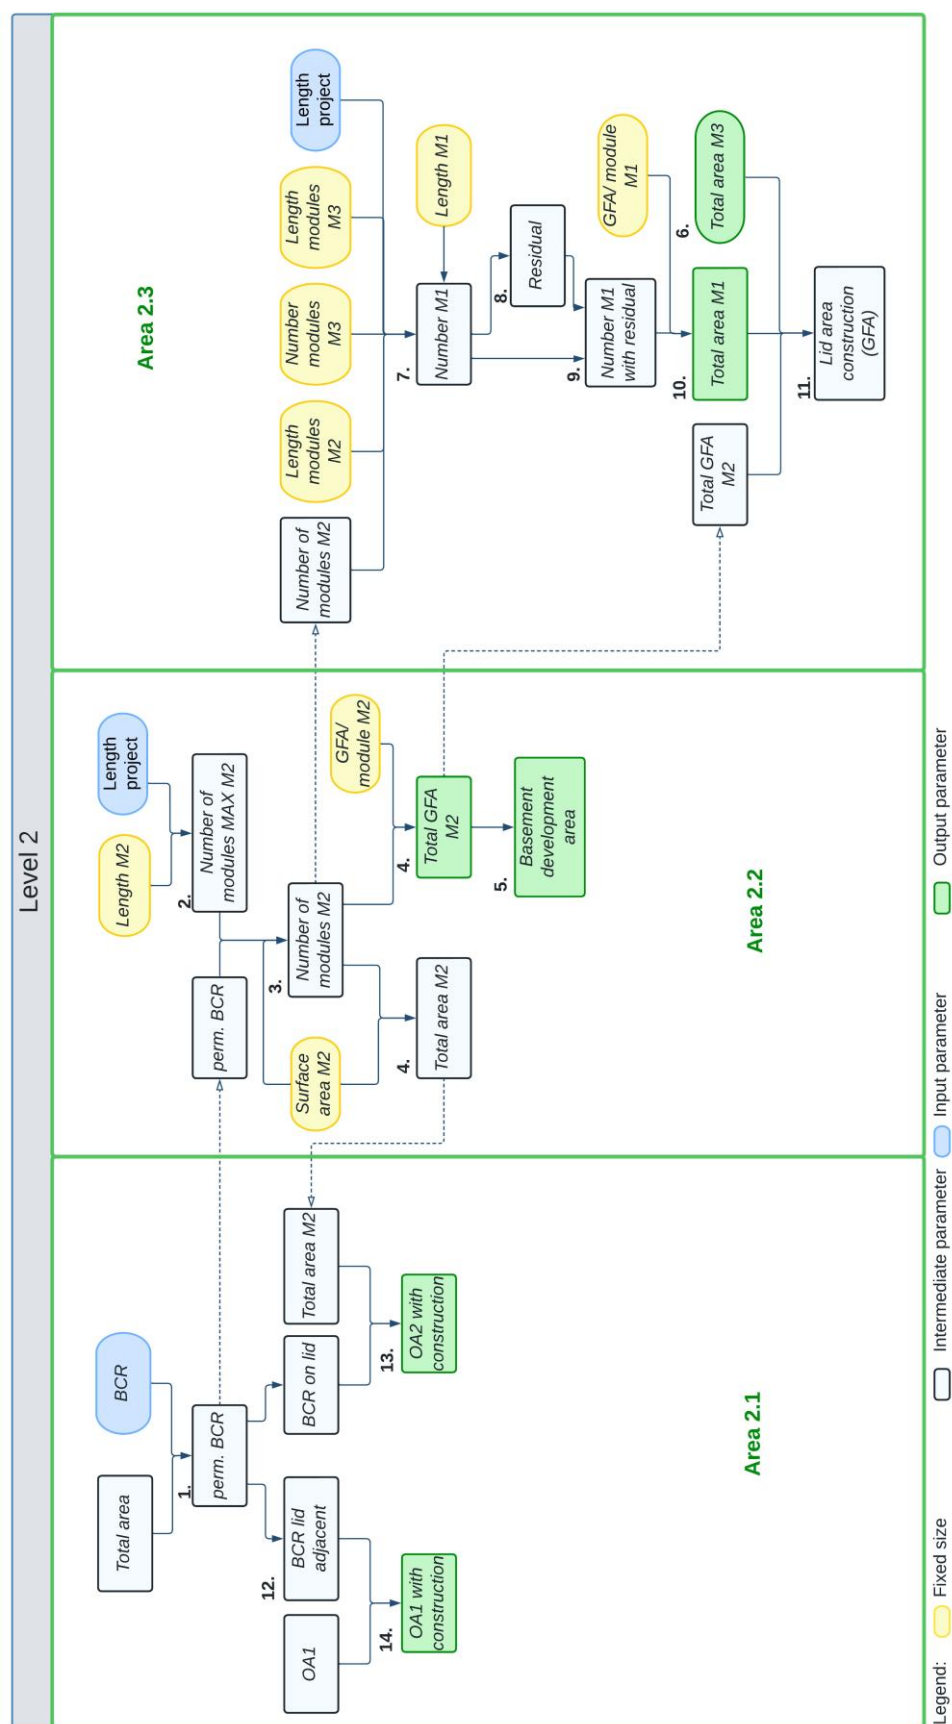 Level 2
Total area
BCR
1.
perm. BCR
12.
BCR lid
adjacent
BCR on lid
OA1
Total area M2
14.
OA1 with
construction
13.
OA2 with
construction
Area 2.1
Length M2
Length
project
2.
Number of
modules MAX M2
perm. BCR
3.
Number of
modules M2
Surface
area M2
GFA/
module M2
4.
Total area M2
4.
Total GFA
M2
5.
Basement
development
area
Area 2.2
Area 2.3
Number of
modules M2
Length
modules
M2
Number
modules
M3
Length
modules
M3
Length
project
7.
Number M1
Length M1
8.
Residual
9.
Number M1
with residual
GFA/ module
M1
Total GFA
M2
10.
Total area M1
6.
Total area M3
11.
Lid area
construction
(GFA)
Legend:
Fixed size
Intermediate parameter
Input parameter
Output parameter